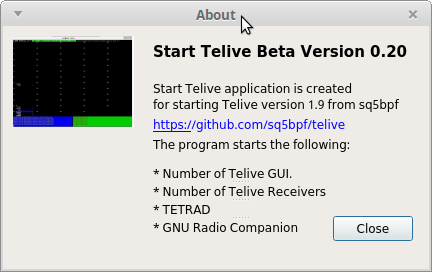 About
Start Telive Beta Version 0.20
Start Telive application is created
for starting Telive version 1.9 from sq5bpf
https://github.com/sq5bpf/telive
The program starts the following:
* Number of Telive GUI.
* Number of Telive Receivers
* TETRAD
* GNU Radio Companion
Close